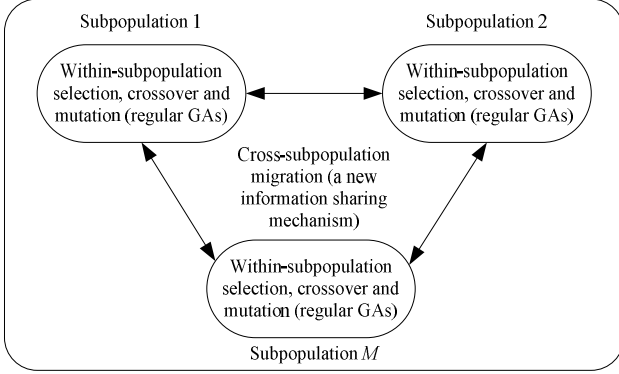 Subpopulation 1
Subpopulation 2
Within-subpopulation
selection, crossover and
mutation (regular GAs)
Within-subpopulation
selection, crossover and
mutation (regular GAs)
Cross-subpopulation
migration (a new
information sharing
mechanism)
Within-subpopulation
selection, crossover and
mutation (regular GAs)
Subpopulation M